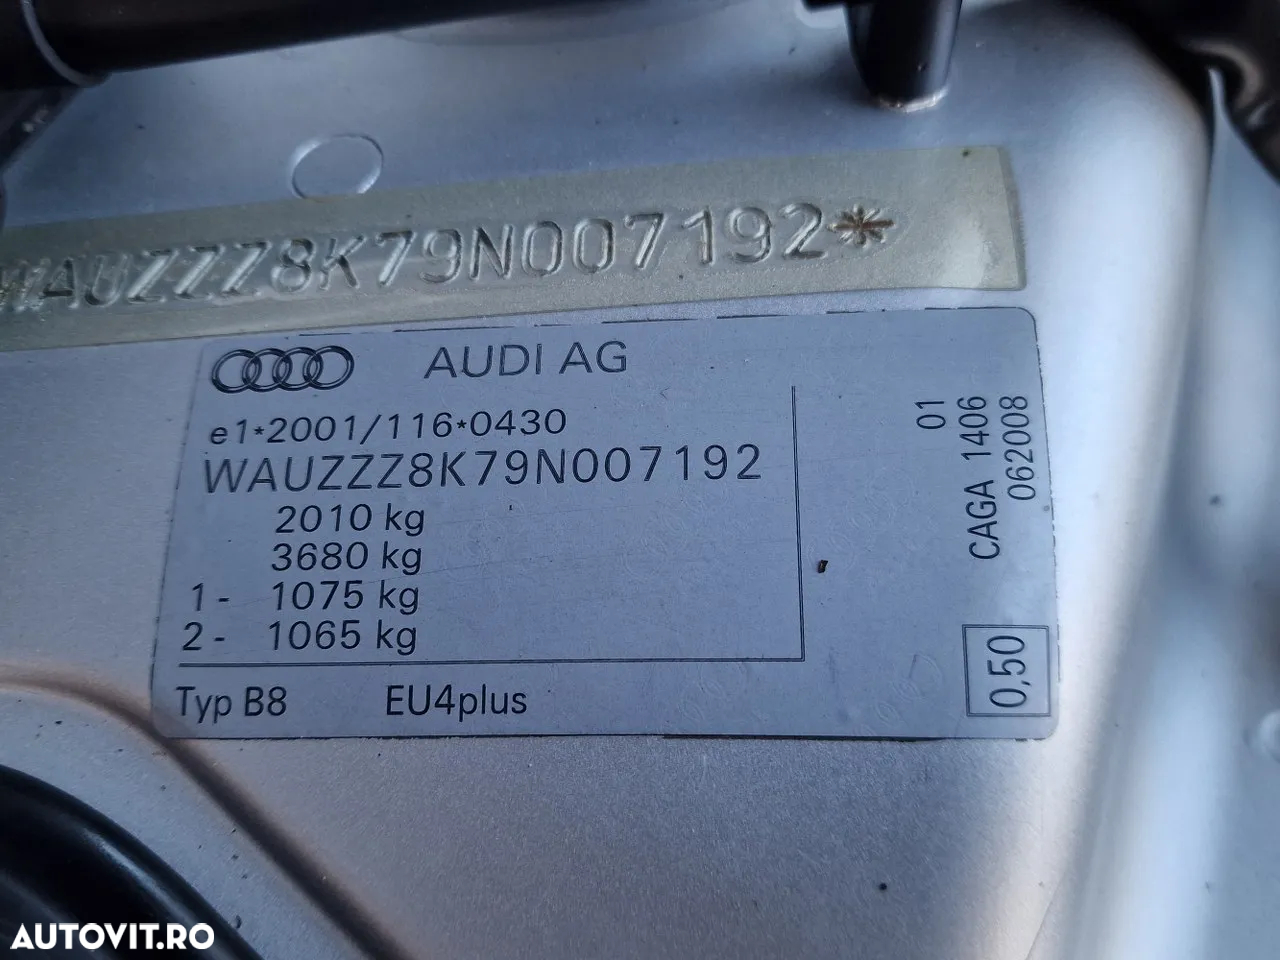 WAUZZZ8K79N007192*
AUDI AG
e1*2001/116*0430
WAUZZZ8K79N007192
2010 kg
3680 kg
1- 1075 kg
2- 1065 kg
Typ B8 EU4plus
01
CAGA 1406
062008
0,50
AUTOVIT.RO